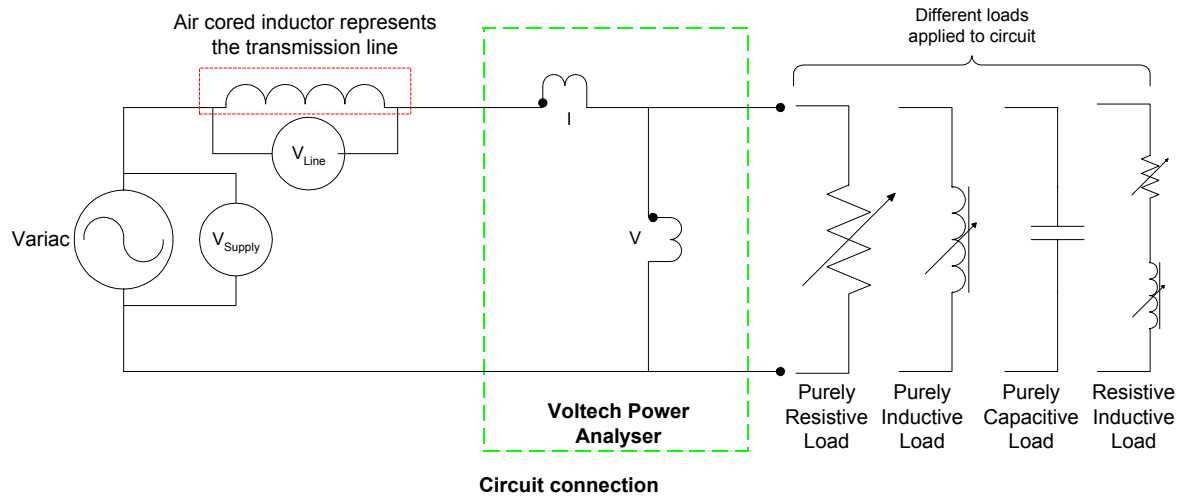 Air cored inductor represents
the transmission line
Different loads
applied to circuit
I
V Line
Variac
V Supply
V
Purely
Resistive
Load
Purely
Inductive
Load
Purely
Capacitive
Load
Resistive
Inductive
Load
Voltech Power
Analyser
Circuit connection